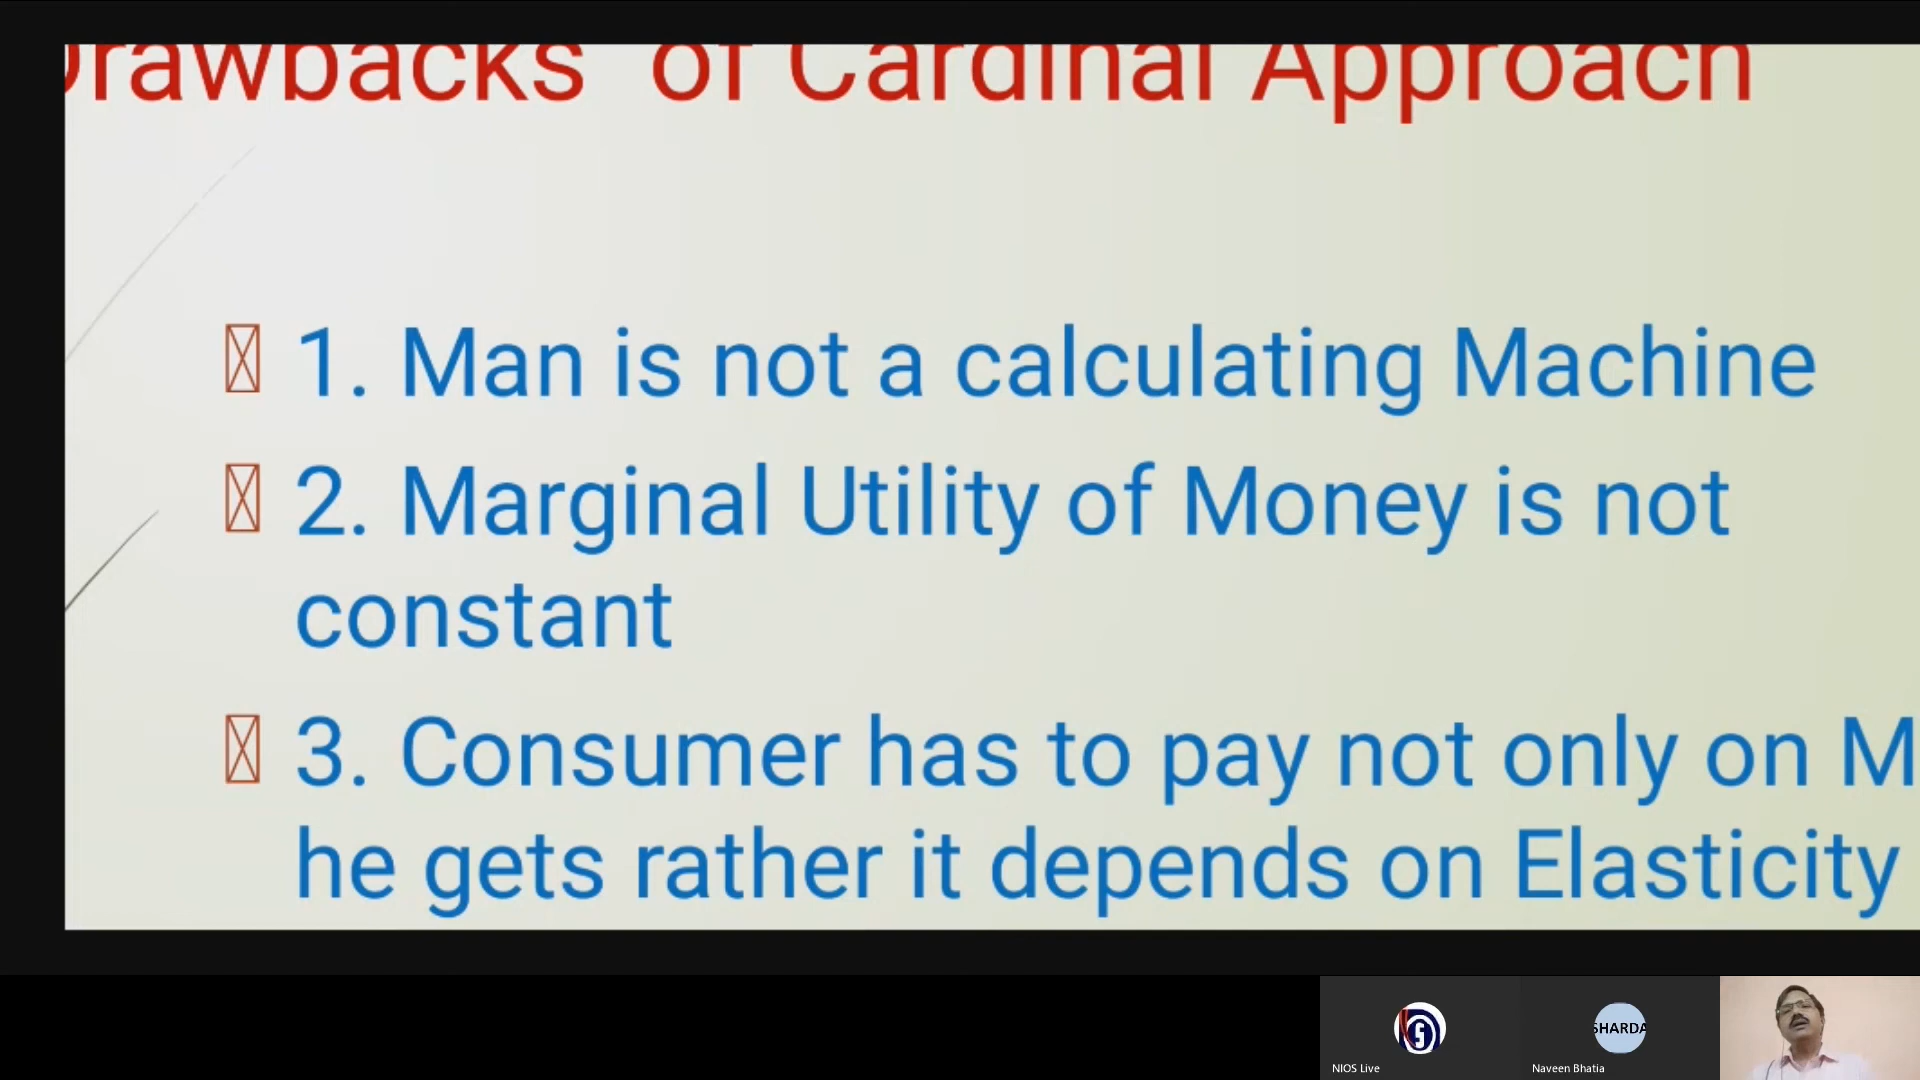 Drawbacks of Cardinal Approach
1. Man is not a calculating Machine
2. Marginal Utility of Money is not
constant
3. Consumer has to pay not only on M
he gets rather it depends on Elasticity
SHARDA
NIOS Live
Naveen Bhatia